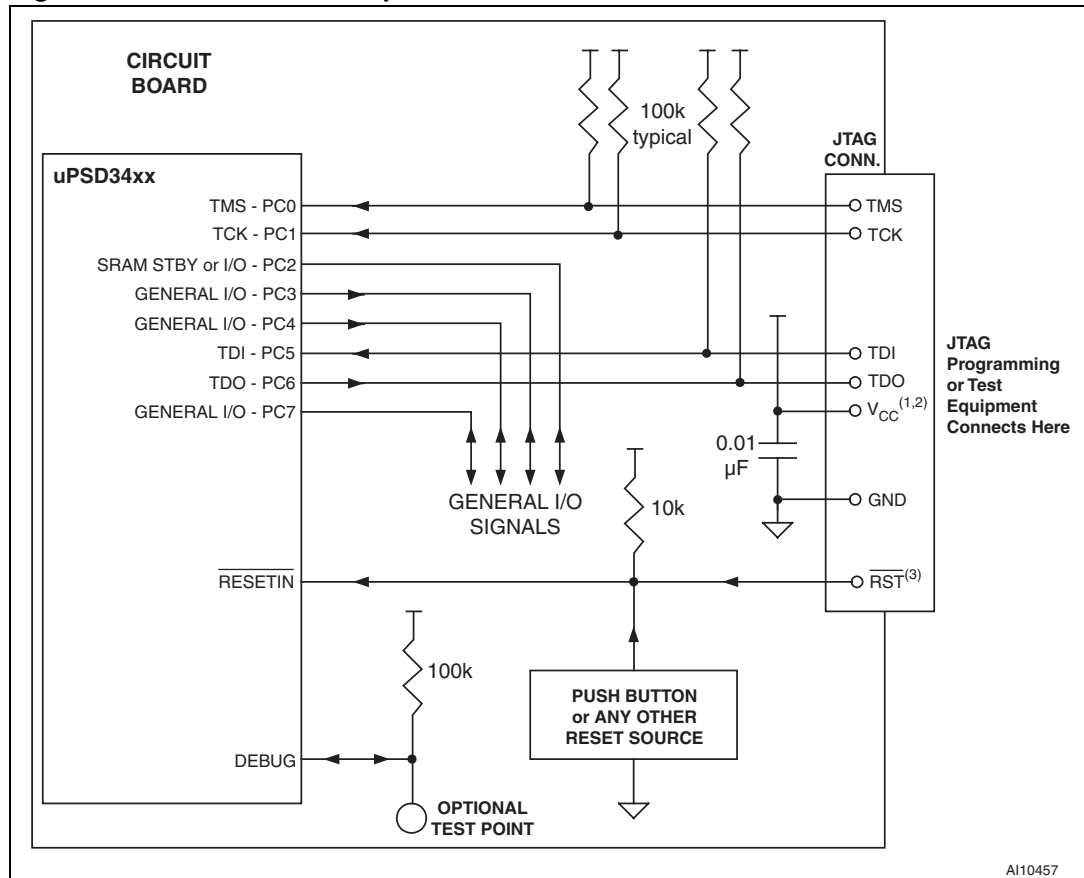 CIRCUIT
BOARD
100k
typical
JTAG
CONN.
uPSD34xx
TMS - PC0
TCK - PC1
SRAM STBY or I/O - PC2
GENERAL I/O - PC3
GENERAL I/O - PC4
TDI - PC5
TDO - PC6
GENERAL I/O - PC7
TMS
TCK
TDI
TDO
VCC(1,2)
GND
RST(3)
JTAG
Programming
or Test
Equipment
Connects Here
0.01
µF
GENERAL I/O
SIGNALS
10k
RESETIN
100k
PUSH BUTTON
or ANY OTHER
RESET SOURCE
DEBUG
OPTIONAL
TEST POINT
AI10457